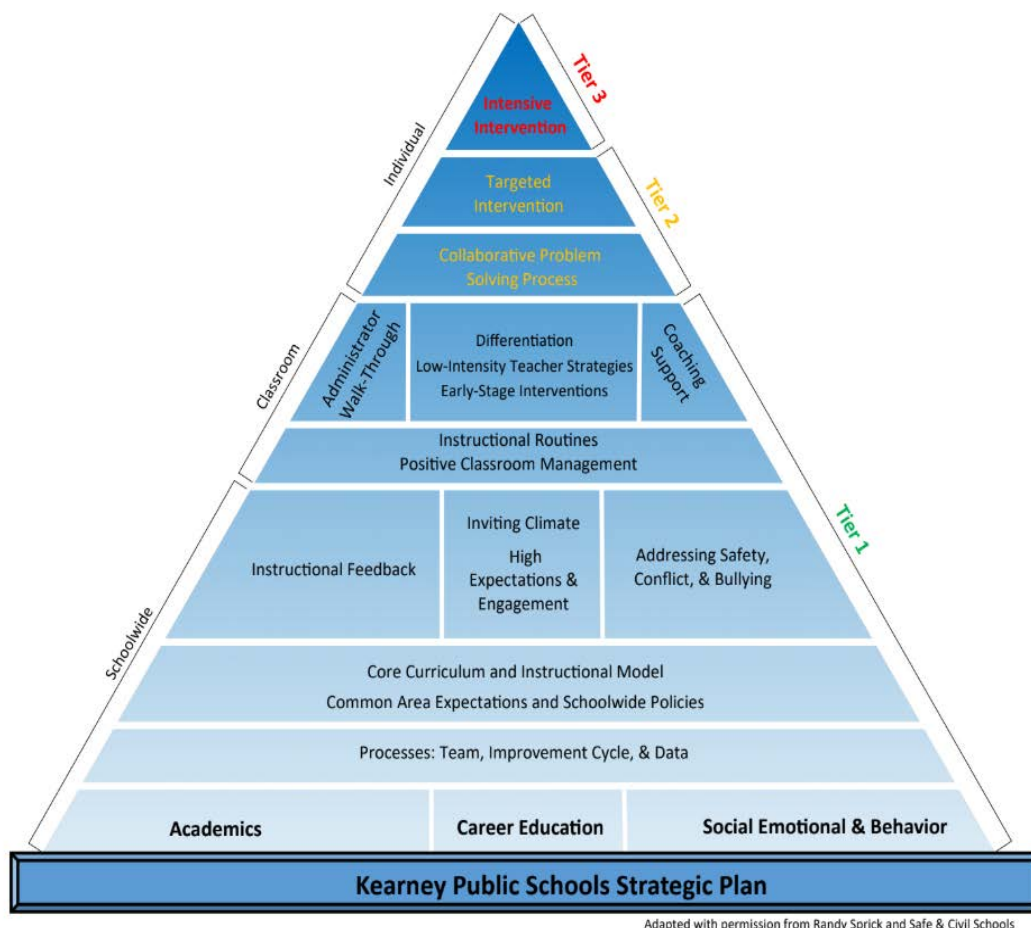 Tier 3
Intensive
Intervention
Individual
Targeted
Intervention
Tier 2
Collaborative Problem
Solving Process
Classroom
Administrator
Walk-Through
Differentiation
Low-Intensity Teacher Strategies
Early-Stage Interventions
Coaching
Support
Instructional Routines
Positive Classroom Management
Tier 1
Schoolwide
Instructional Feedback
Inviting Climate
High
Expectations &
Engagement
Addressing Safety,
Conflict, & Bullying
Core Curriculum and Instructional Model
Common Area Expectations and Schoolwide Policies
Processes: Team, Improvement Cycle, & Data
Academics
Career Education
Social Emotional & Behavior
Kearney Public Schools Strategic Plan
Adapted with permission from Randy Sprick and Safe & Civil Schools